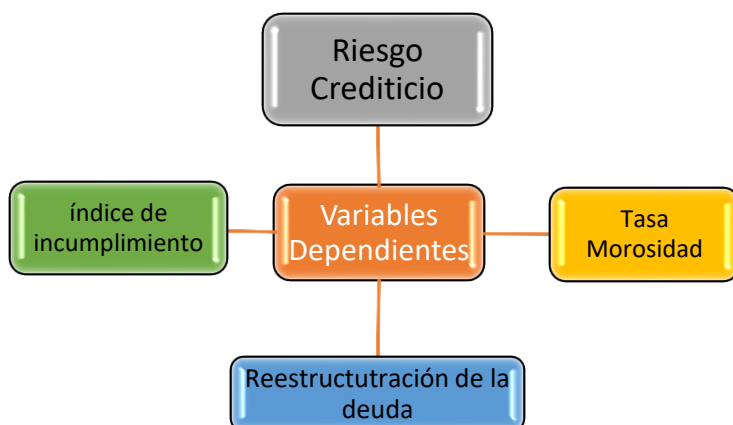 Riesgo
Crediticio
índice de
incumplimiento
Variables
Dependientes
Tasa
Morosidad
Reestructutración de la
deuda